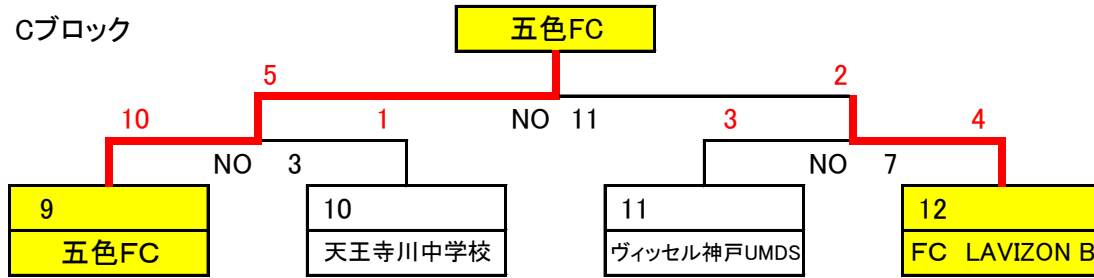 Cブロック
五色FC
5
2
10
1
NO 11
3
4
NO 3
NO 7
9
10
11
12
五色FC
天王寺川中学校
ヴィッセル神戸UMDS
FC LAVIZON B